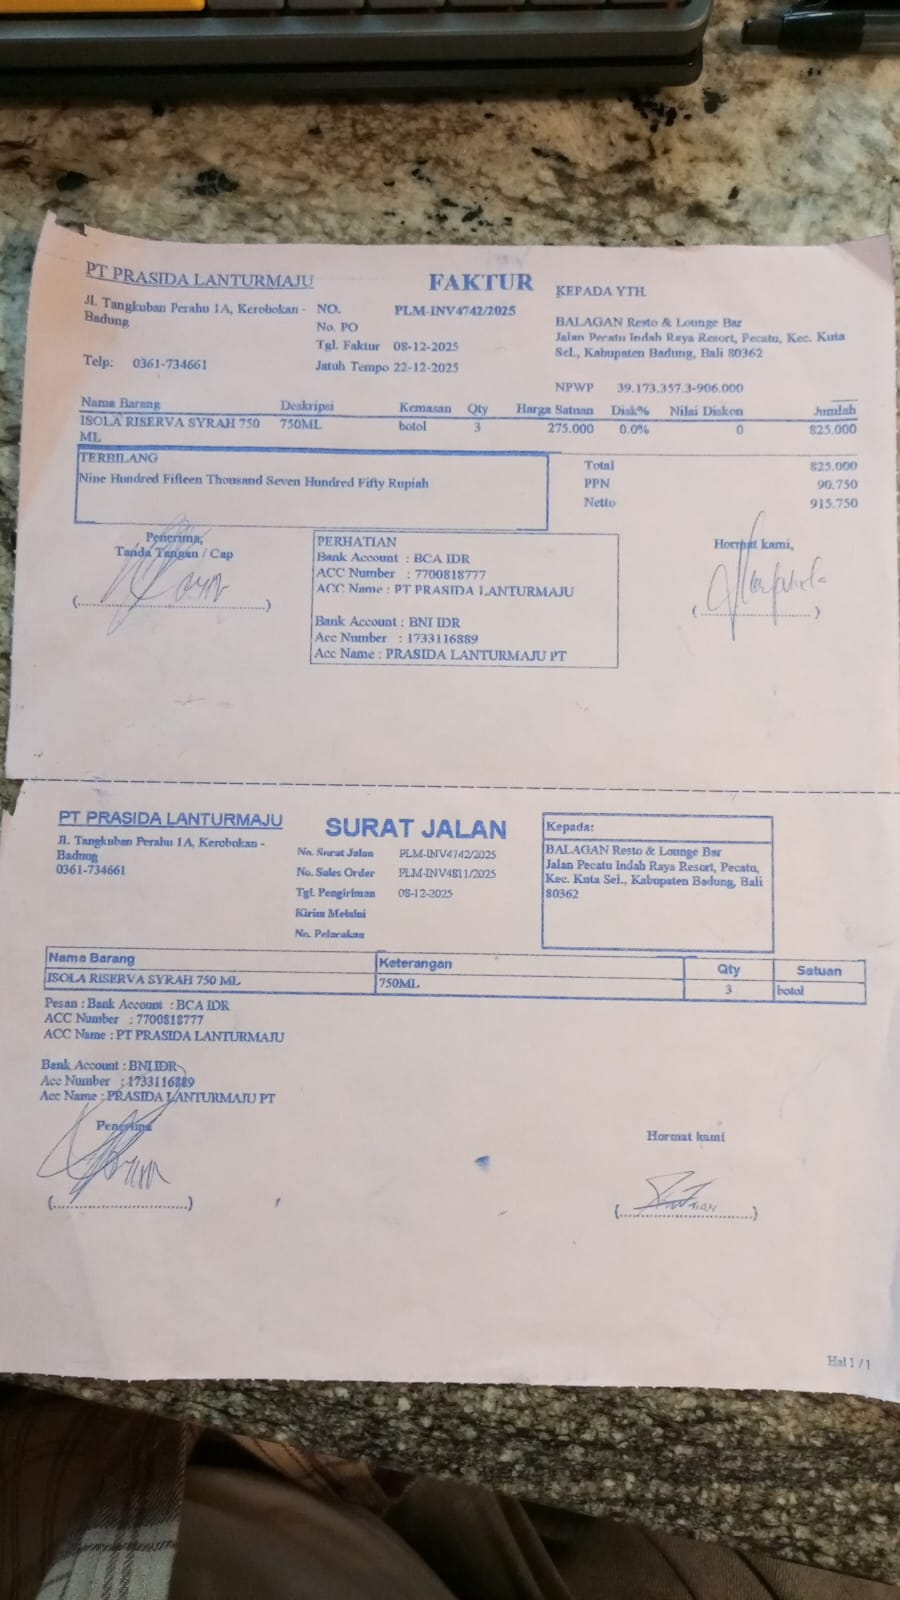 PT PRASIDA LANTURMAJU
FAKTUR
KEPADA YTH
Jl. Tangkuban Perahu 1A, Kerobokan -
Badung
NO. PLM-INV4742/2025
No. PO
Tgl. Faktur 08-12-2025
Jatuh Tempo 22-12-2025
Telp: 0361-734661
BALAGAN Resto & Lounge Bar
Jalan Pecatu Indah Raya Resort, Pecatu, Kec. Kuta
Sel., Kabupaten Badung, Bali 80362
NPWP 39.173.357.3-906.000
Nama Barang Deskripsi Kemasan Qty Harga Satuan Disk% Nilai Diskon Jumlah
ISOLA RISERVA SYRAH 750 750ML botol 3 275.000 0.0% 0 825.000
ML
TERBILANG
Nine Hundred Fifteen Thousand Seven Hundred Fifty Rupiah
Total 825.000
PPN 90.750
Netto 915.750
Penerima,
Tanda Tangan / Cap
(..............................)
PERHATIAN
Bank Account : BCA IDR
ACC Number : 7700818777
ACC Name : PT PRASIDA LANTURMAJU
Bank Account : BNI IDR
Acc Number : 1733116889
Acc Name : PRASIDA LANTURMAJU PT
Hormat kami,
(..............................)
PT PRASIDA LANTURMAJU
Jl. Tangkuban Perahu 1A, Kerobokan -
Badung
0361-734661
SURAT JALAN
No. Surat Jalan PLM-INV4742/2025
No. Sales Order PLM-INV4811/2025
Tgl. Pengiriman 08-12-2025
Kirim Melalui
No. Pelacakan
Kepada:
BALAGAN Resto & Lounge Bar
Jalan Pecatu Indah Raya Resort, Pecatu,
Kec. Kuta Sel., Kabupaten Badung, Bali
80362
Nama Barang Keterangan Qty Satuan
ISOLA RISERVA SYRAH 750 ML 750ML 3 botol
Pesan : Bank Account : BCA IDR
ACC Number : 7700818777
ACC Name : PT PRASIDA LANTURMAJU
Bank Account : BNI IDR
Acc Number : 1733116889
Acc Name : PRASIDA LANTURMAJU PT
Penerima
(..............................)
Hormat kami
(..............................)
Hal 1 / 1